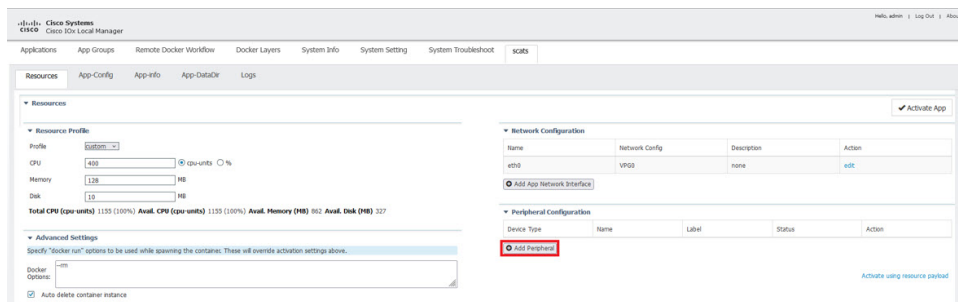 Hello, admin | Log Out | Abou
Cisco Systems
CISCO Cisco IOx Local Manager
Applications App Groups Remote Docker Workflow Docker Layers System Info System Setting System Troubleshoot scats
Resources App-Config App-info App-DataDir Logs
Resources
Activate App
Resource Profile
Profile custom
CPU 400 cpu-units %
Memory 128 MB
Disk 10 MB
Total CPU (cpu-units) 1155 (100%) Avail. CPU (cpu-units) 1155 (100%) Avail. Memory (MB) 862 Avail. Disk (MB) 327
Advanced Settings
Specify "docker run" options to be used while spawning the container. These will override activation settings above.
Docker Options: --rm
Auto delete container instance
Network Configuration
Name Network Config Description Action
eth0 VPG0 none edit
Add App Network Interface
Peripheral Configuration
Device Type Name Label Status Action
Add Peripheral
Activate using resource payload